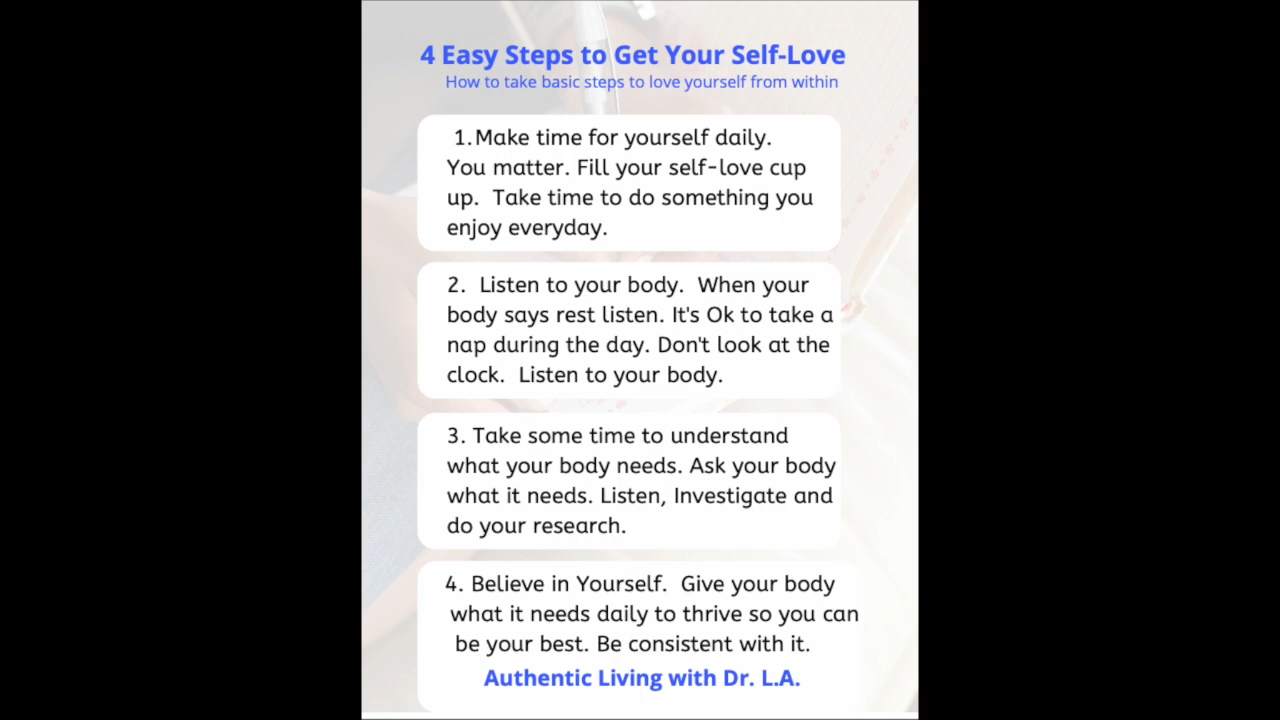 4 Easy Steps to Get Your Self-Love
How to take basic steps to love yourself from within
1.Make time for yourself daily.
You matter. Fill your self-love cup
up.  Take time to do something you
enjoy everyday.
2.  Listen to your body.  When your
body says rest listen. It's Ok to take a
nap during the day. Don't look at the
clock.  Listen to your body.
3. Take some time to understand
what your body needs. Ask your body
what it needs. Listen, Investigate and
do your research.
4. Believe in Yourself.  Give your body
what it needs daily to thrive so you can
be your best. Be consistent with it.
Authentic Living with Dr. L.A.